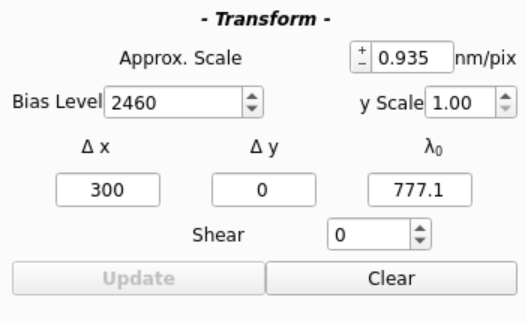 - Transform -
Approx. Scale + − 0.935 nm/pix
Bias Level 2460 y Scale 1.00
Δ x Δ y λ₀
300 0 777.1
Shear 0
Update Clear